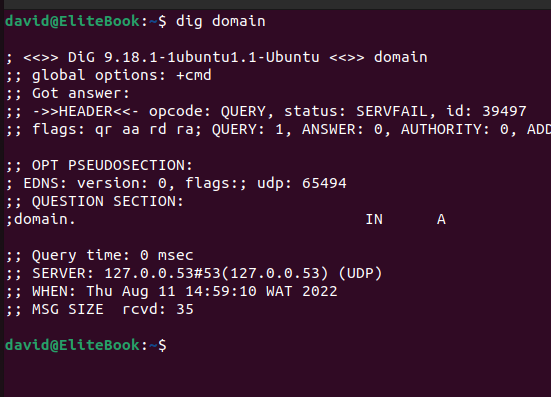 david@EliteBook:~$ dig domain
; <<>> DiG 9.18.1-1ubuntu1.1-Ubuntu <<>> domain
;; global options: +cmd
;; Got answer:
;; ->>HEADER<<- opcode: QUERY, status: SERVFAIL, id: 39497
;; flags: qr aa rd ra; QUERY: 1, ANSWER: 0, AUTHORITY: 0, ADD
;; OPT PSEUDOSECTION:
; EDNS: version: 0, flags:; udp: 65494
;; QUESTION SECTION:
;domain. IN A
;; Query time: 0 msec
;; SERVER: 127.0.0.53#53(127.0.0.53) (UDP)
;; WHEN: Thu Aug 11 14:59:10 WAT 2022
;; MSG SIZE rcvd: 35
david@EliteBook:~$